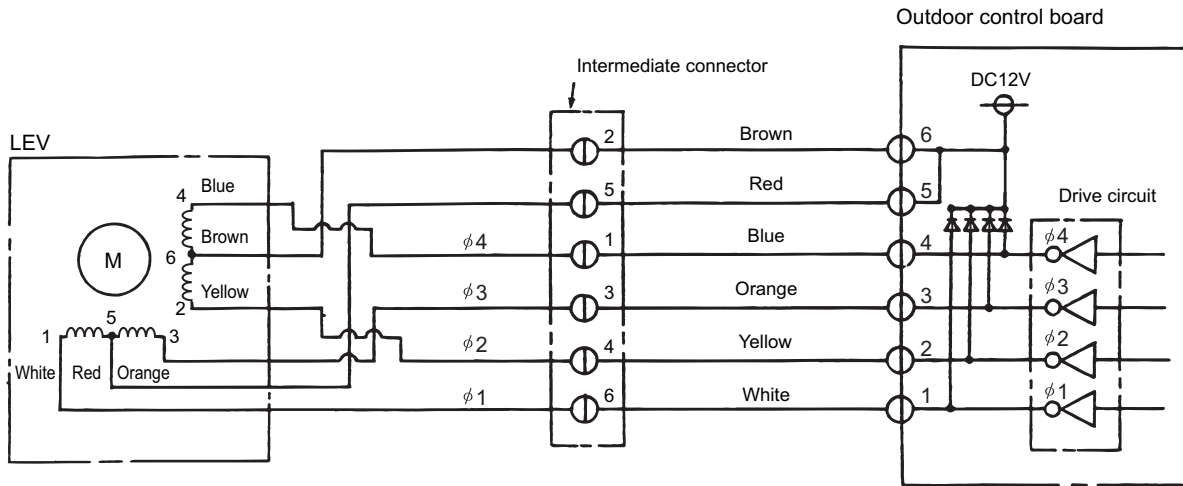 Outdoor control board
Intermediate connector
DC12V
LEV
2 Brown 6
4 Blue
5 Red 5
Drive circuit
Brown
φ4 1 Blue 4 φ4
M 6
Yellow
φ3 3 Orange 3 φ3
2
1 5 3
φ2 4 Yellow 2 φ2
White Red Orange
φ1 6 White 1 φ1